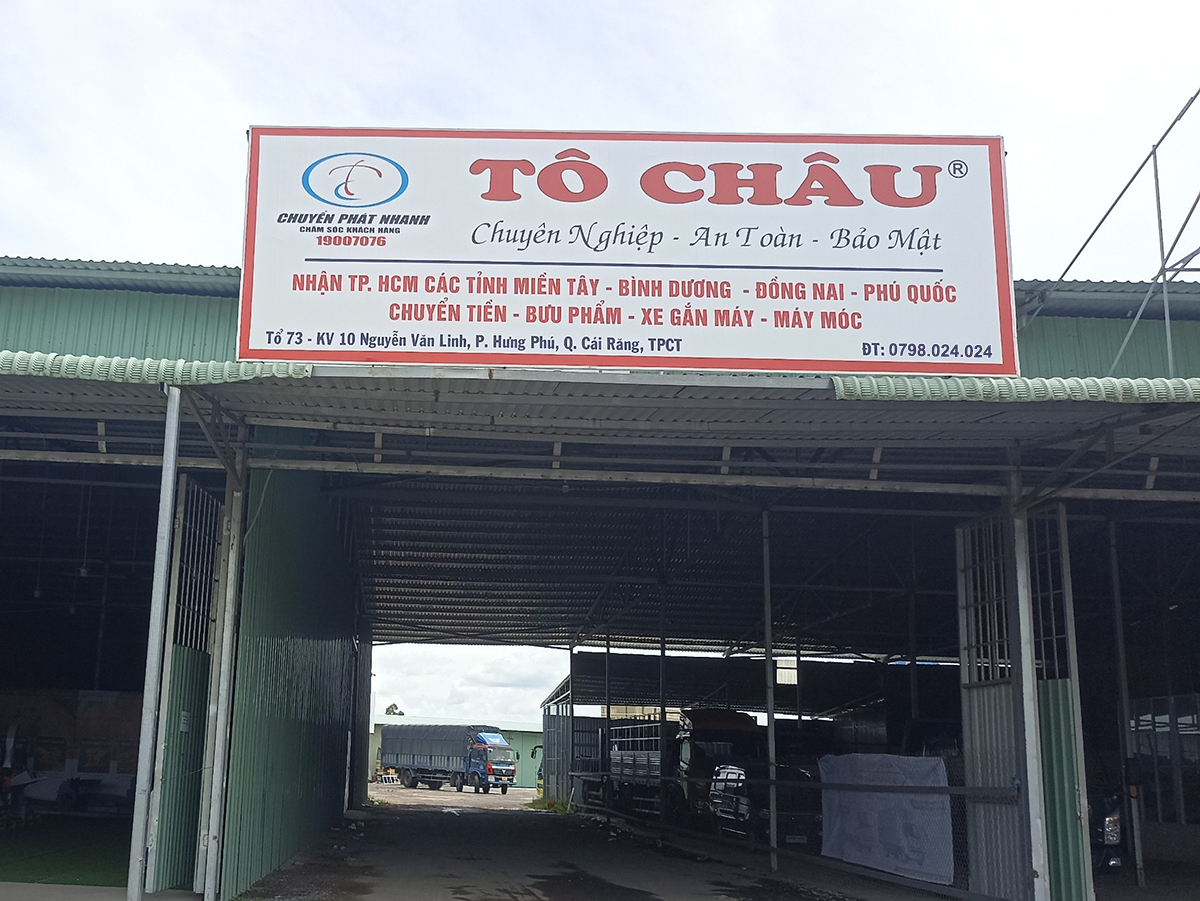 TÔ CHÂU®
CHUYỂN PHÁT NHANH
CHĂM SÓC KHÁCH HÀNG
19007076
Chuyên Nghiệp - An Toàn - Bảo Mật
NHẬN TP. HCM CÁC TỈNH MIỀN TÂY - BÌNH DƯƠNG - ĐỒNG NAI - PHÚ QUỐC
CHUYỂN TIỀN - BƯU PHẨM - XE GẮN MÁY - MÁY MÓC
Tổ 73 - KV 10 Nguyễn Văn Linh, P. Hưng Phú, Q. Cái Răng, TPCT
ĐT: 0798.024.024